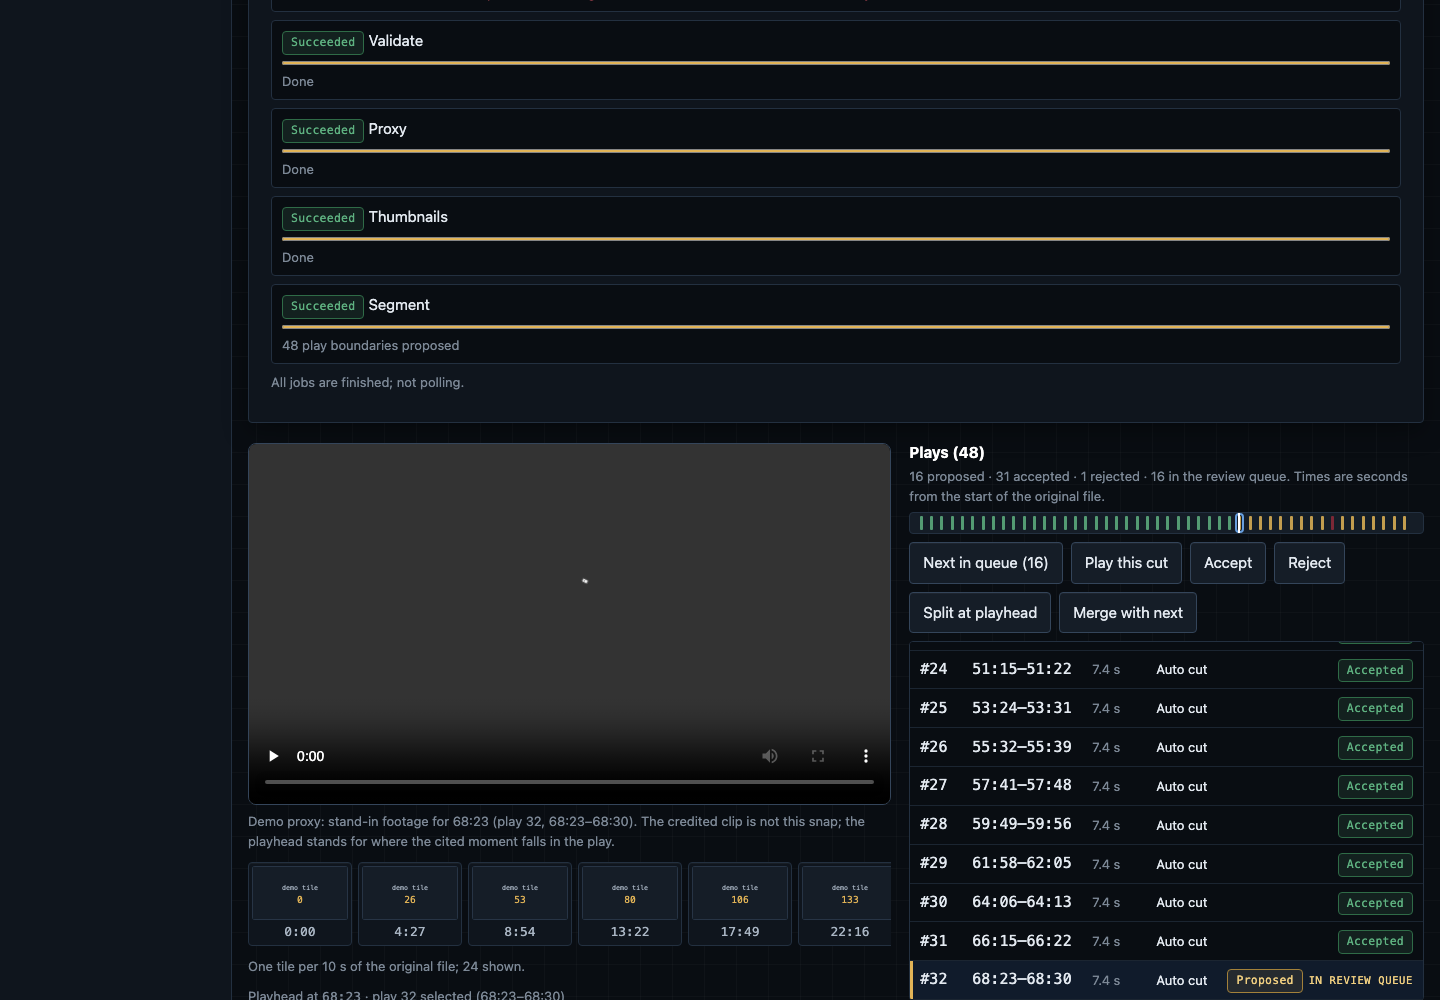 Succeeded Validate
Done
Succeeded Proxy
Done
Succeeded Thumbnails
Done
Succeeded Segment
48 play boundaries proposed
All jobs are finished; not polling.
0:00
Demo proxy: stand-in footage for 68:23 (play 32, 68:23–68:30). The credited clip is not this snap; the
playhead stands for where the cited moment falls in the play.
demo tile 0 0:00
demo tile 26 4:27
demo tile 53 8:54
demo tile 80 13:22
demo tile 106 17:49
demo tile 133 22:16
One tile per 10 s of the original file; 24 shown.
Playhead at 68:23 · play 32 selected (68:23–68:30)
Plays (48)
16 proposed · 31 accepted · 1 rejected · 16 in the review queue. Times are seconds
from the start of the original file.
Next in queue (16) Play this cut Accept Reject
Split at playhead Merge with next
#24 51:15–51:22 7.4 s Auto cut Accepted
#25 53:24–53:31 7.4 s Auto cut Accepted
#26 55:32–55:39 7.4 s Auto cut Accepted
#27 57:41–57:48 7.4 s Auto cut Accepted
#28 59:49–59:56 7.4 s Auto cut Accepted
#29 61:58–62:05 7.4 s Auto cut Accepted
#30 64:06–64:13 7.4 s Auto cut Accepted
#31 66:15–66:22 7.4 s Auto cut Accepted
#32 68:23–68:30 7.4 s Auto cut Proposed IN REVIEW QUEUE